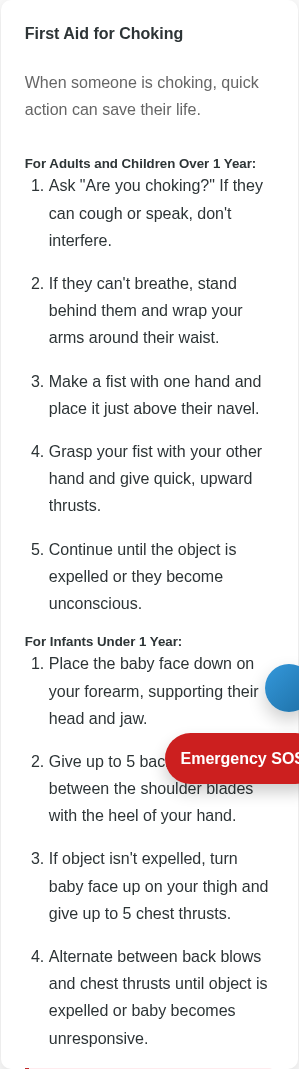 First Aid for Choking
When someone is choking, quick
action can save their life.
For Adults and Children Over 1 Year:
1. Ask "Are you choking?" If they
can cough or speak, don't
interfere.
2. If they can't breathe, stand
behind them and wrap your
arms around their waist.
3. Make a fist with one hand and
place it just above their navel.
4. Grasp your fist with your other
hand and give quick, upward
thrusts.
5. Continue until the object is
expelled or they become
unconscious.
For Infants Under 1 Year:
1. Place the baby face down on
your forearm, supporting their
head and jaw.
2. Give up to 5
Emergency SOS
between the shoulder blades
with the heel of your hand.
3. If object isn't expelled, turn
baby face up on your thigh and
give up to 5 chest thrusts.
4. Alternate between back blows
and chest thrusts until object is
expelled or baby becomes
unresponsive.